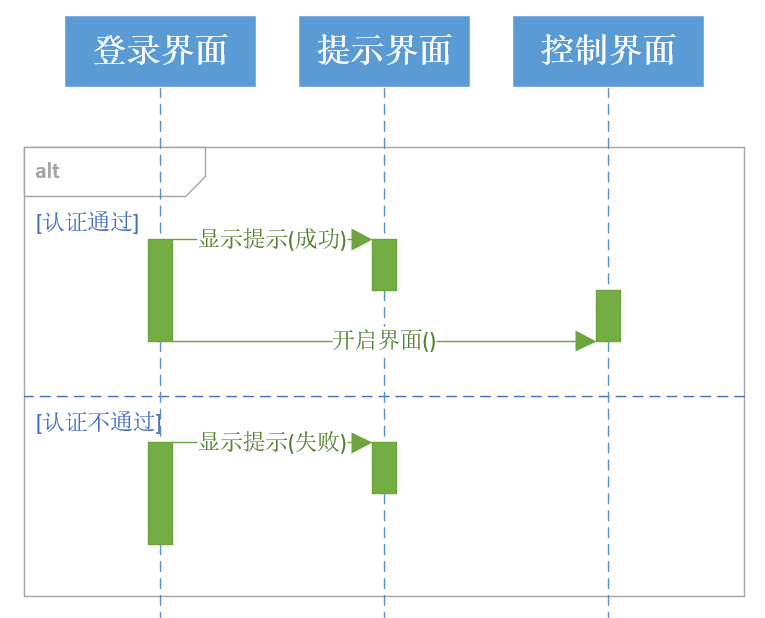 登录界面
提示界面
控制界面
alt
[认证通过]
显示提示(成功)
开启界面()
[认证不通过]
显示提示(失败)